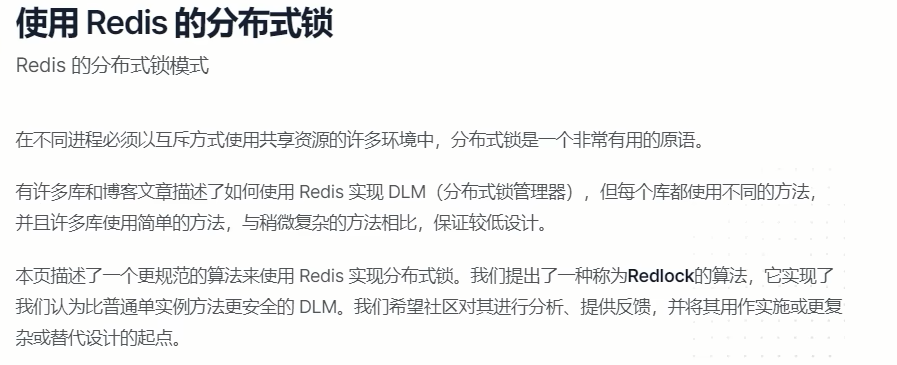 使用 Redis 的分布式锁
Redis 的分布式锁模式
在不同进程必须以互斥方式使用共享资源的许多环境中，分布式锁是一个非常有用的原语。
有许多库和博客文章描述了如何使用 Redis 实现 DLM（分布式锁管理器），但每个库都使用不同的方法，
并且许多库使用简单的方法，与稍微复杂的方法相比，保证较低设计。
本页描述了一个更规范的算法来使用 Redis 实现分布式锁。我们提出了一种称为Redlock的算法，它实现了
我们认为比普通单实例方法更安全的 DLM。我们希望社区对其进行分析、提供反馈，并将其用作实施或更复
杂或替代设计的起点。